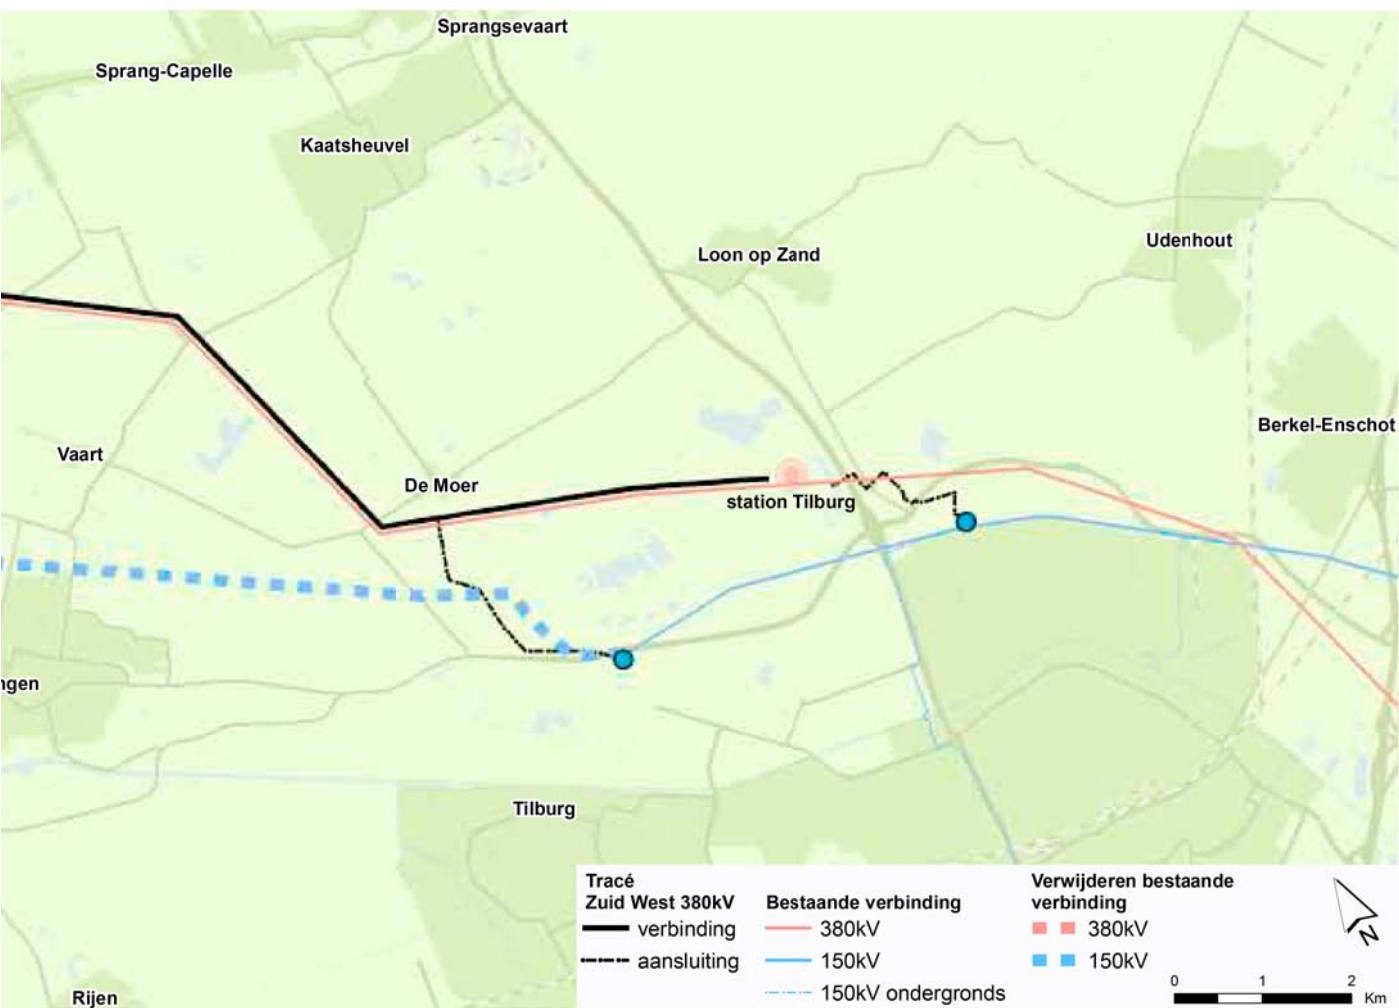 Sprangsevaart
Sprang-Capelle
Kaatsheuvel
Udenhout
Loon op Zand
Berkel-Enschot
Vaart
De Moer
station Tilburg
ngen
Tilburg
Rijen
Tracé
Zuid West 380kV
verbinding
aansluiting
Bestaande verbinding
380kV
150kV
150kV ondergronds
Verwijderen bestaande
verbinding
380kV
150kV
N
0 1 2
Km